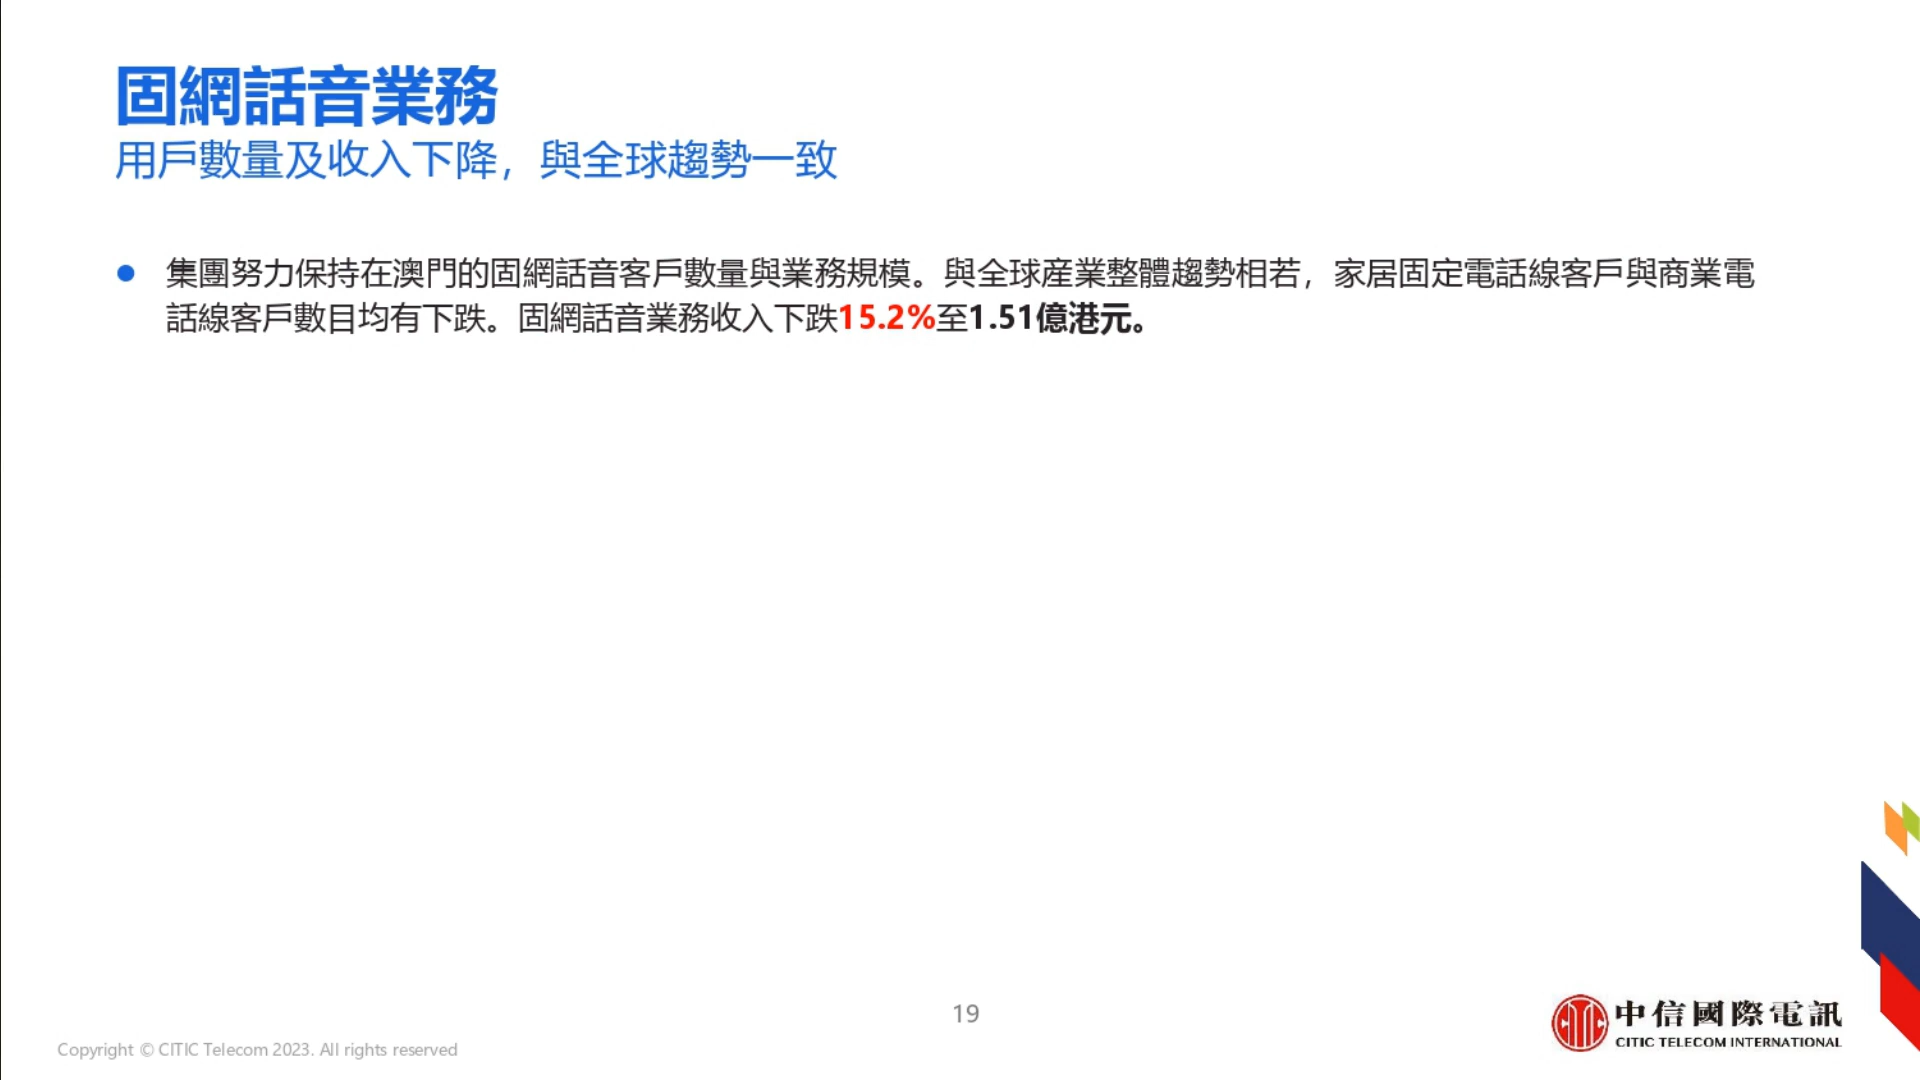 固網話音業務
用戶數量及收入下降，與全球趨勢一致
● 集團努力保持在澳門的固網話音客戶數量與業務規模。與全球産業整體趨勢相若，家居固定電話線客戶與商業電
話線客戶數目均有下跌。固網話音業務收入下跌15.2%至1.51億港元。
19
中信國際電訊
CITIC TELECOM INTERNATIONAL
Copyright © CITIC Telecom 2023. All rights reserved